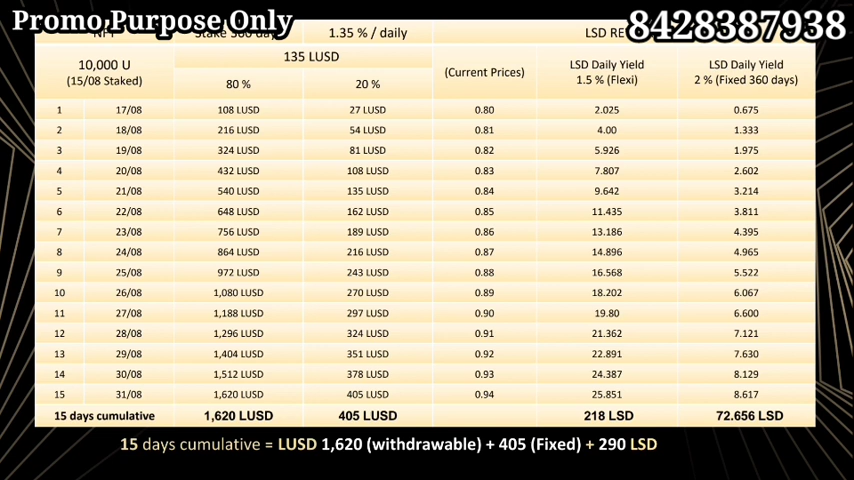 Promo Purpose Only
8428387938
1.35 % / daily
LSD RE
10,000 U
(15/08 Staked)
135 LUSD
80 %
20 %
(Current Prices)
LSD Daily Yield
1.5 % (Flexi)
LSD Daily Yield
2 % (Fixed 360 days)
1 17/08 108 LUSD 27 LUSD 0.80 2.025 0.675
2 18/08 216 LUSD 54 LUSD 0.81 4.00 1.333
3 19/08 324 LUSD 81 LUSD 0.82 5.926 1.975
4 20/08 432 LUSD 108 LUSD 0.83 7.807 2.602
5 21/08 540 LUSD 135 LUSD 0.84 9.642 3.214
6 22/08 648 LUSD 162 LUSD 0.85 11.435 3.811
7 23/08 756 LUSD 189 LUSD 0.86 13.186 4.395
8 24/08 864 LUSD 216 LUSD 0.87 14.896 4.965
9 25/08 972 LUSD 243 LUSD 0.88 16.568 5.522
10 26/08 1,080 LUSD 270 LUSD 0.89 18.202 6.067
11 27/08 1,188 LUSD 297 LUSD 0.90 19.80 6.600
12 28/08 1,296 LUSD 324 LUSD 0.91 21.362 7.121
13 29/08 1,404 LUSD 351 LUSD 0.92 22.891 7.630
14 30/08 1,512 LUSD 378 LUSD 0.93 24.387 8.129
15 31/08 1,620 LUSD 405 LUSD 0.94 25.851 8.617
15 days cumulative 1,620 LUSD 405 LUSD 218 LSD 72.656 LSD
15 days cumulative = LUSD 1,620 (withdrawable) + 405 (Fixed) + 290 LSD